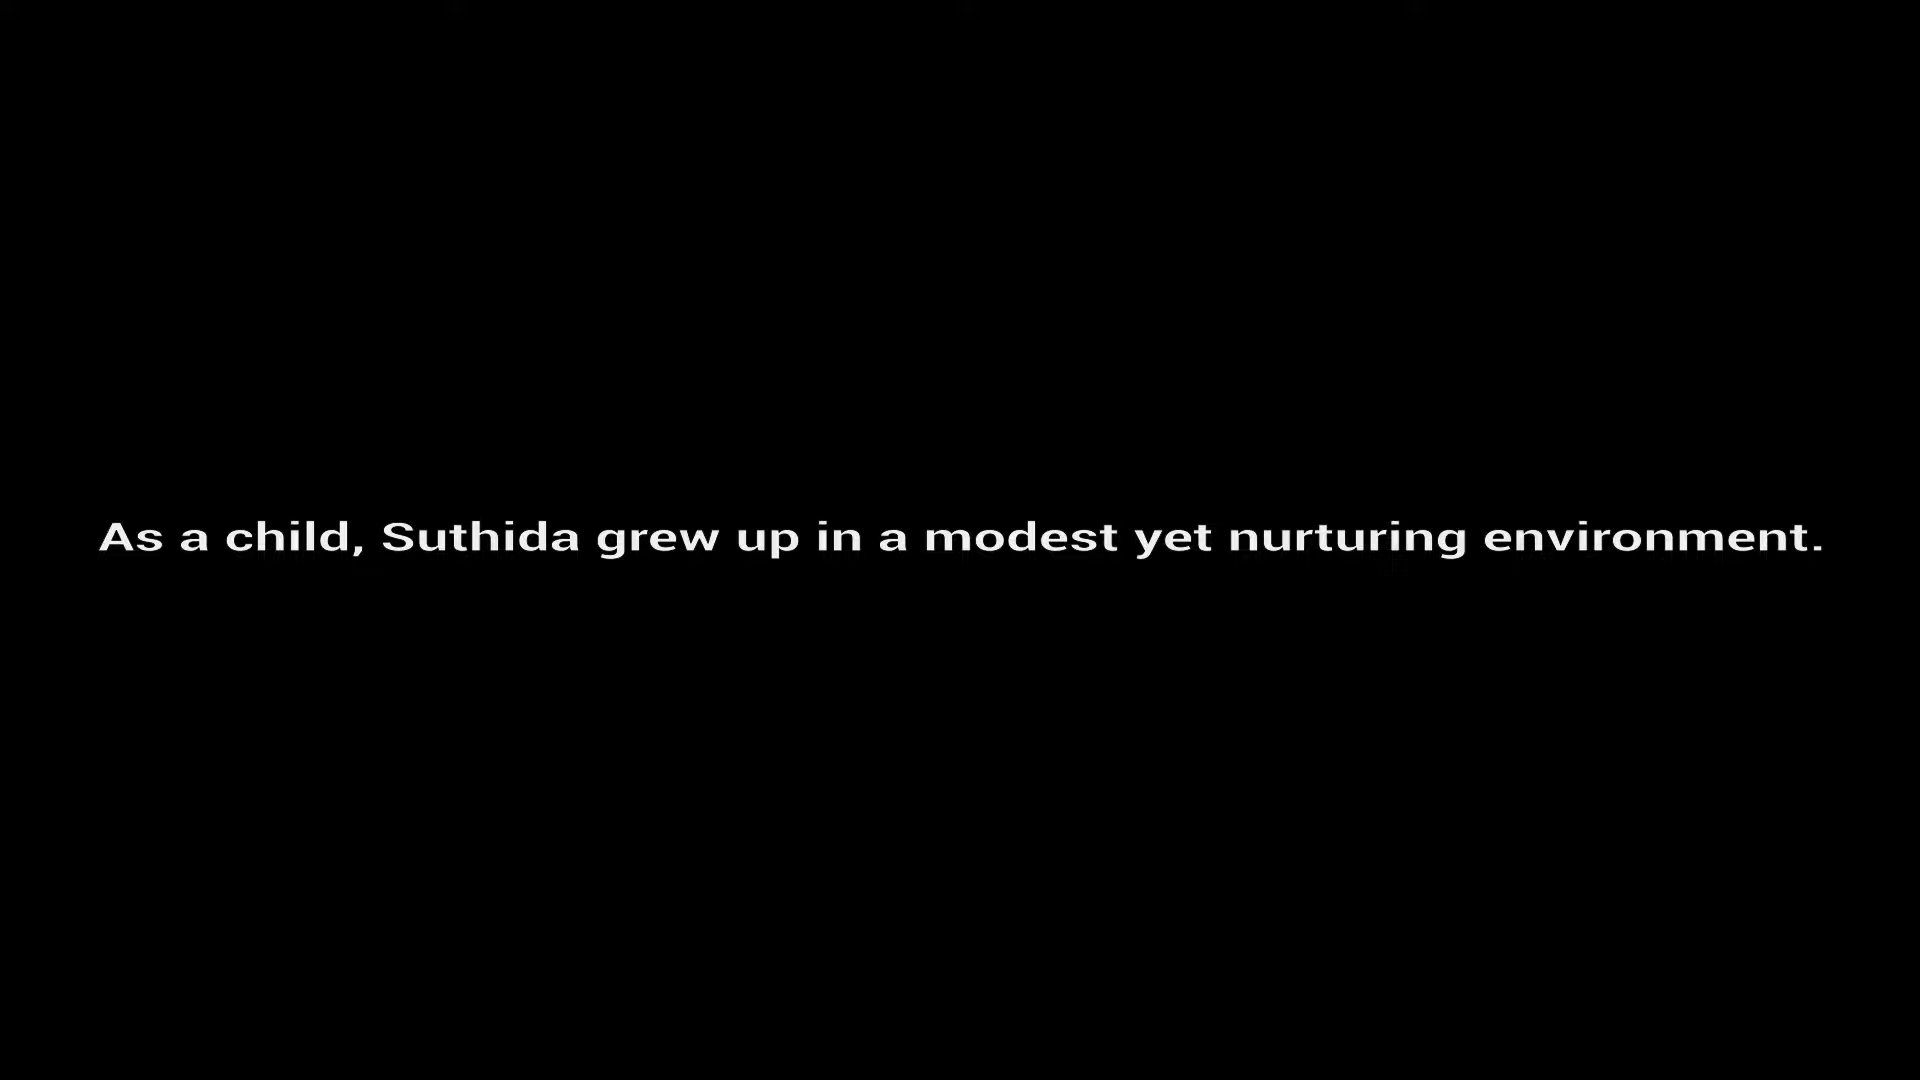 As a child, Suthida grew up in a modest yet nurturing environment.